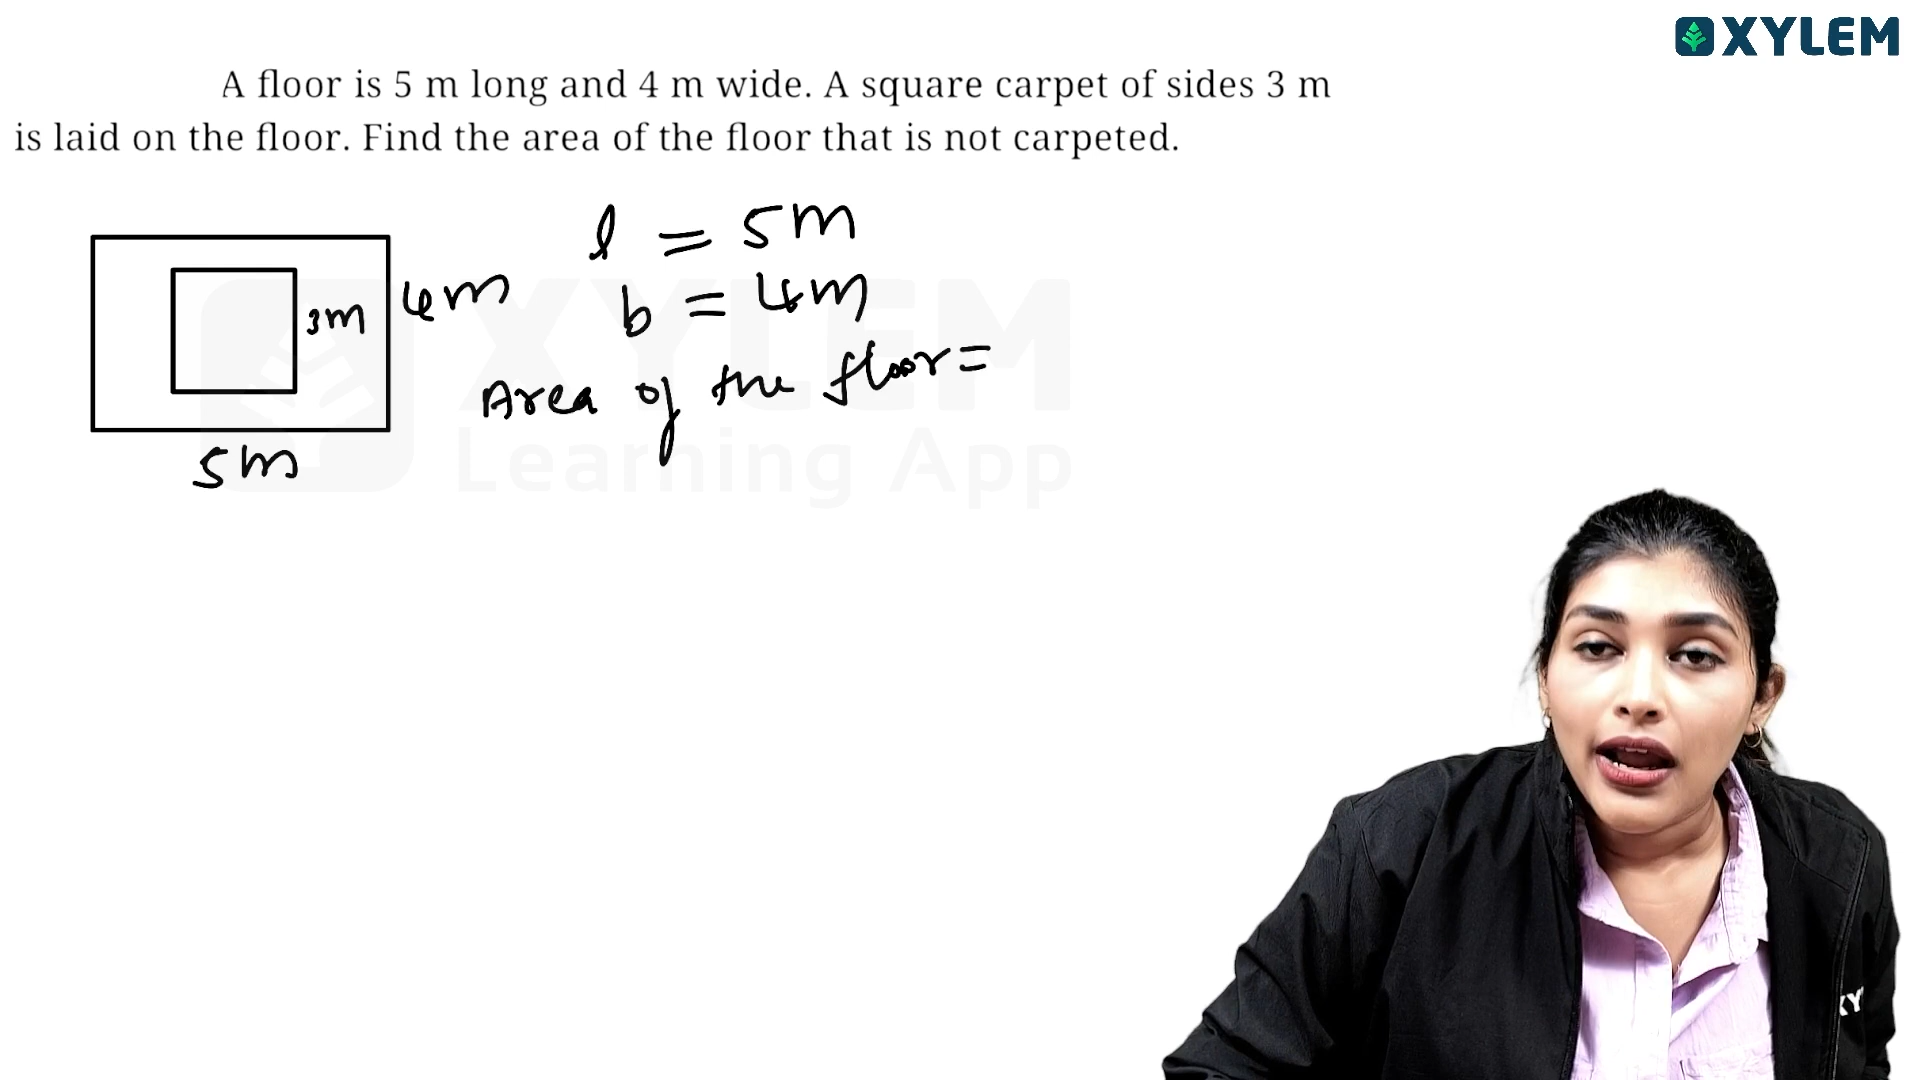 XYLEM
A floor is 5 m long and 4 m wide. A square carpet of sides 3 m
is laid on the floor. Find the area of the floor that is not carpeted.
l = 5m
b = 4m
3m
4m
Area of the floor =
5m
XYLEM
Learning App
XY